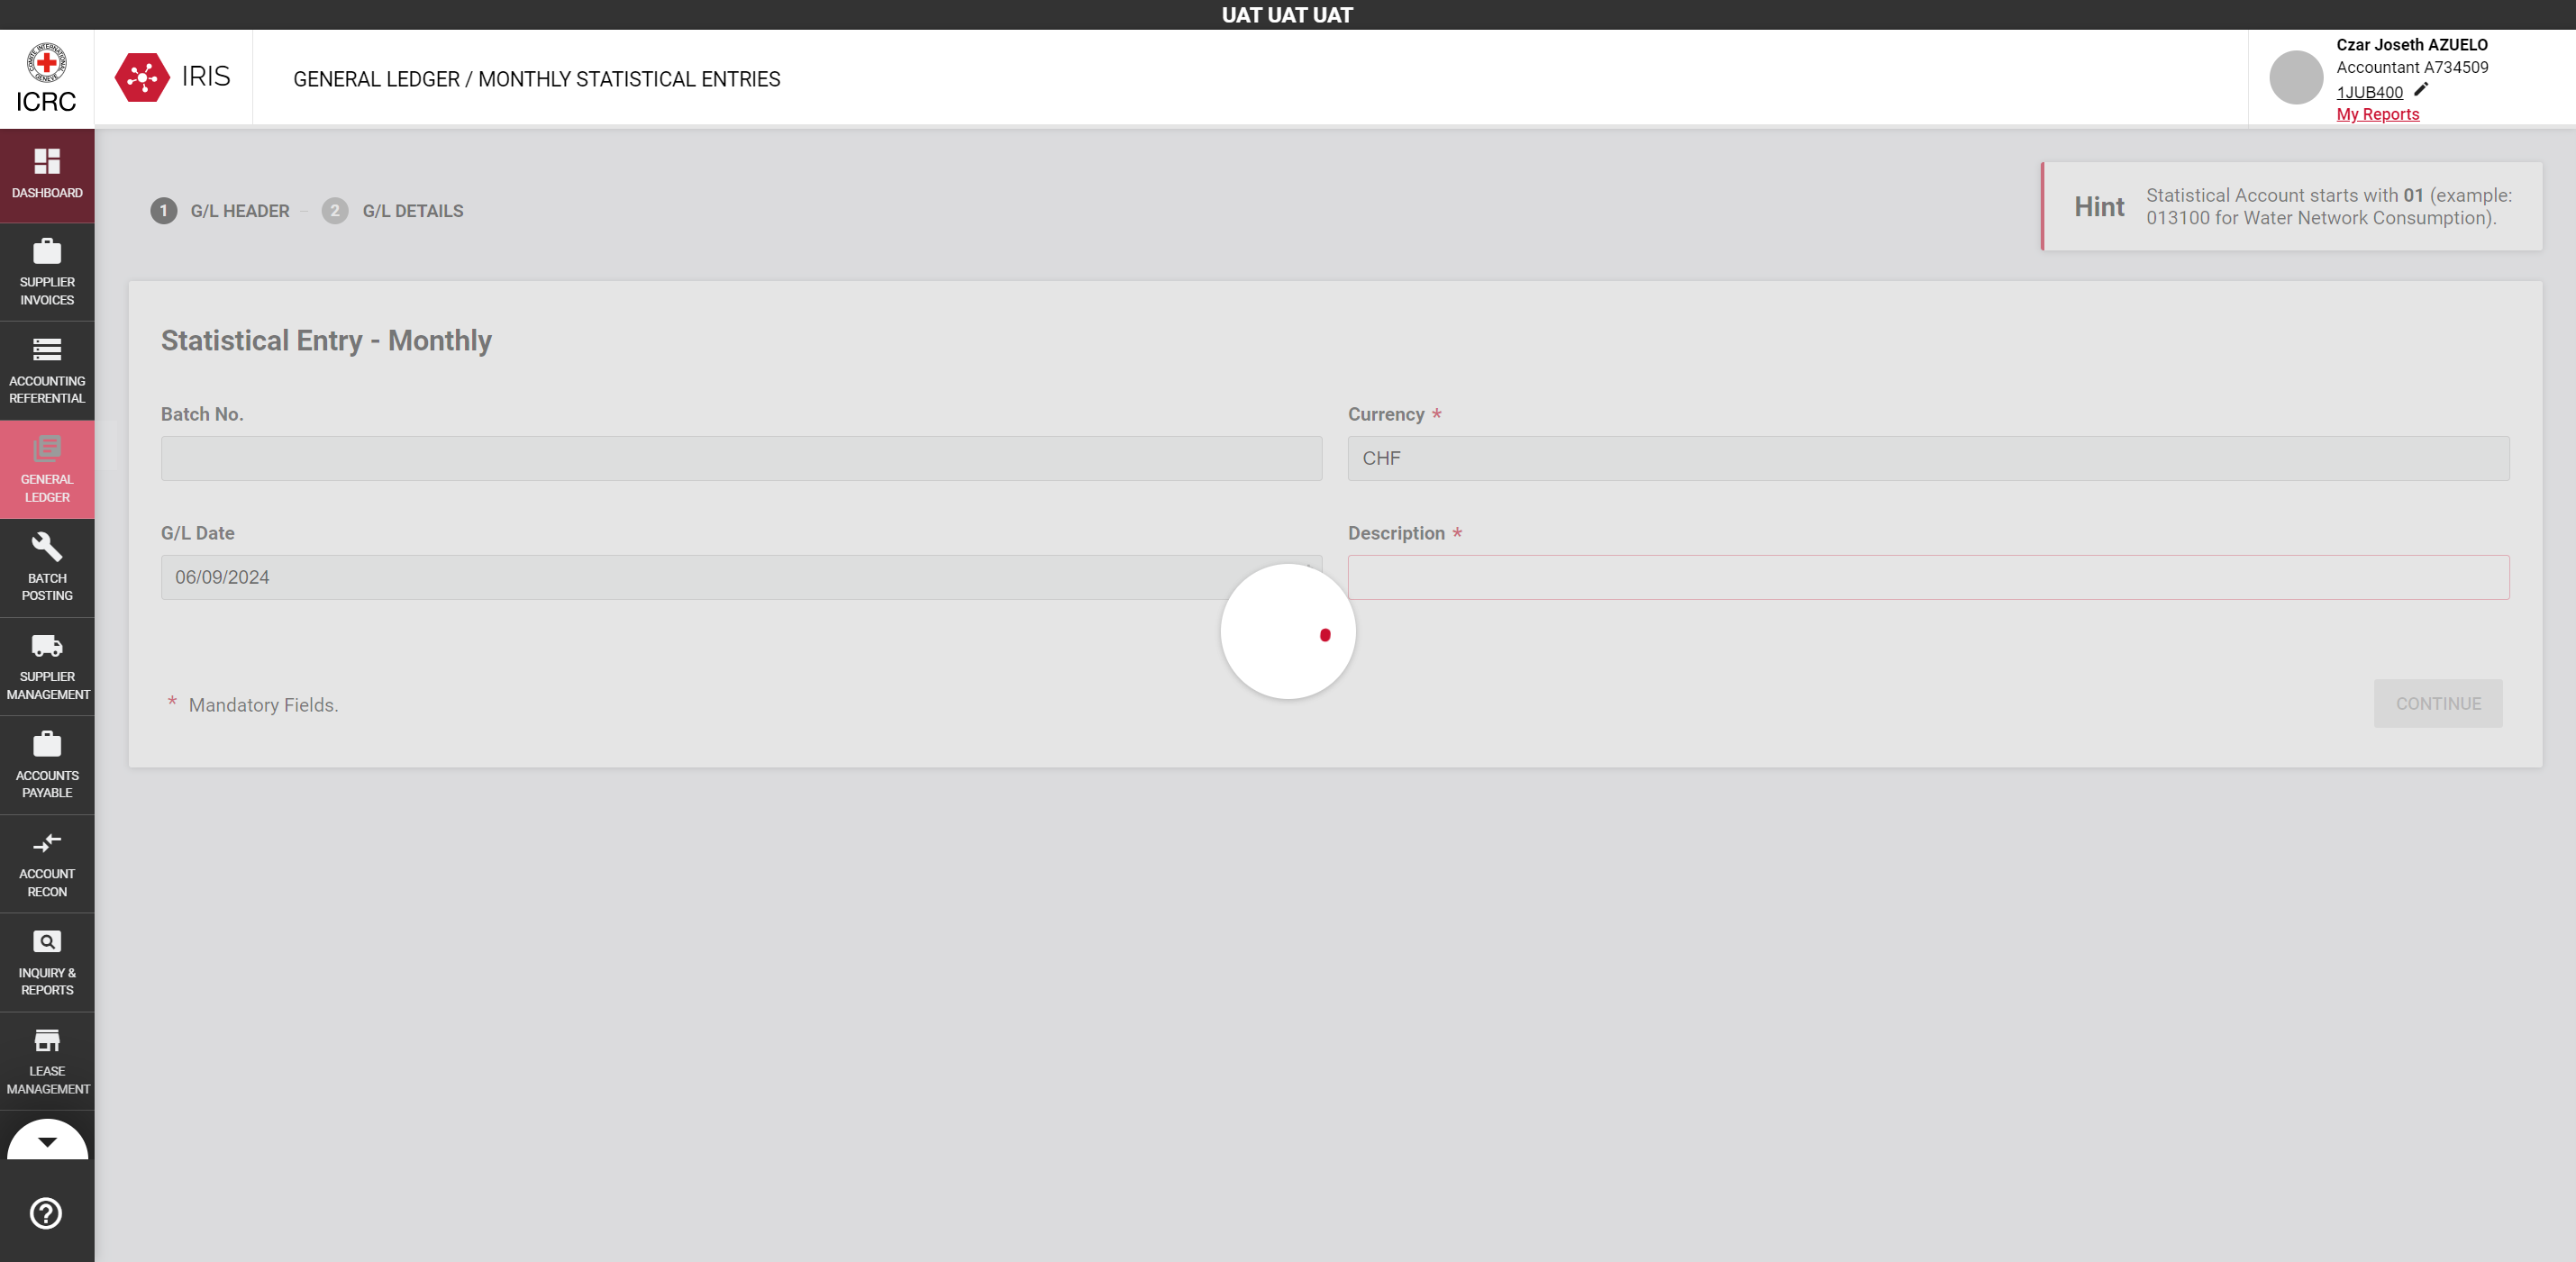 UAT UAT UAT
ICRC
IRIS
GENERAL LEDGER / MONTHLY STATISTICAL ENTRIES
Czar Joseth AZUELO
Accountant A734509
1JUB400
My Reports
DASHBOARD
SUPPLIER
INVOICES
ACCOUNTING
REFERENTIAL
GENERAL
LEDGER
BATCH
POSTING
SUPPLIER
MANAGEMENT
ACCOUNTS
PAYABLE
ACCOUNT
RECON
INQUIRY &
REPORTS
LEASE
MANAGEMENT
1 G/L HEADER – 2 G/L DETAILS
Hint
Statistical Account starts with 01 (example:
013100 for Water Network Consumption).
Statistical Entry - Monthly
Batch No.
Currency *
CHF
G/L Date
06/09/2024
Description *
* Mandatory Fields.
CONTINUE